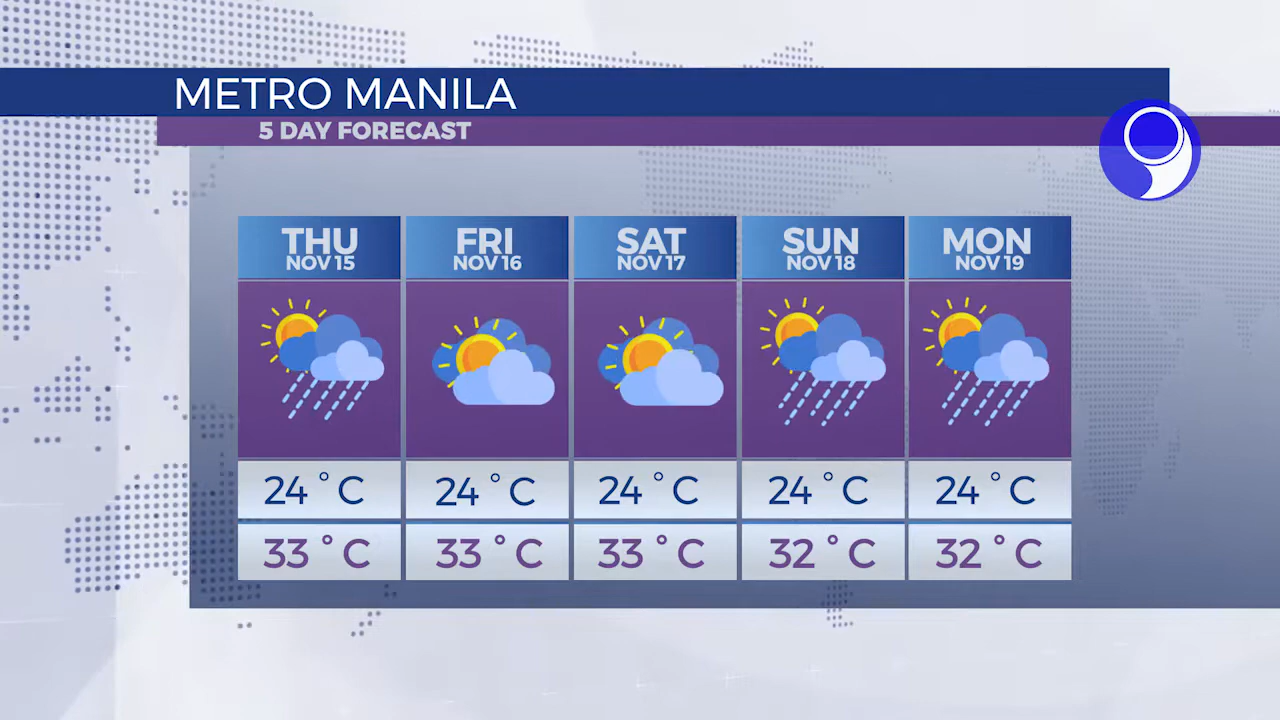 METRO MANILA
5 DAY FORECAST
THU FRI SAT SUN MON
NOV 15 NOV 16 NOV 17 NOV 18 NOV 19
24°C 24°C 24°C 24°C 24°C
33°C 33°C 33°C 32°C 32°C